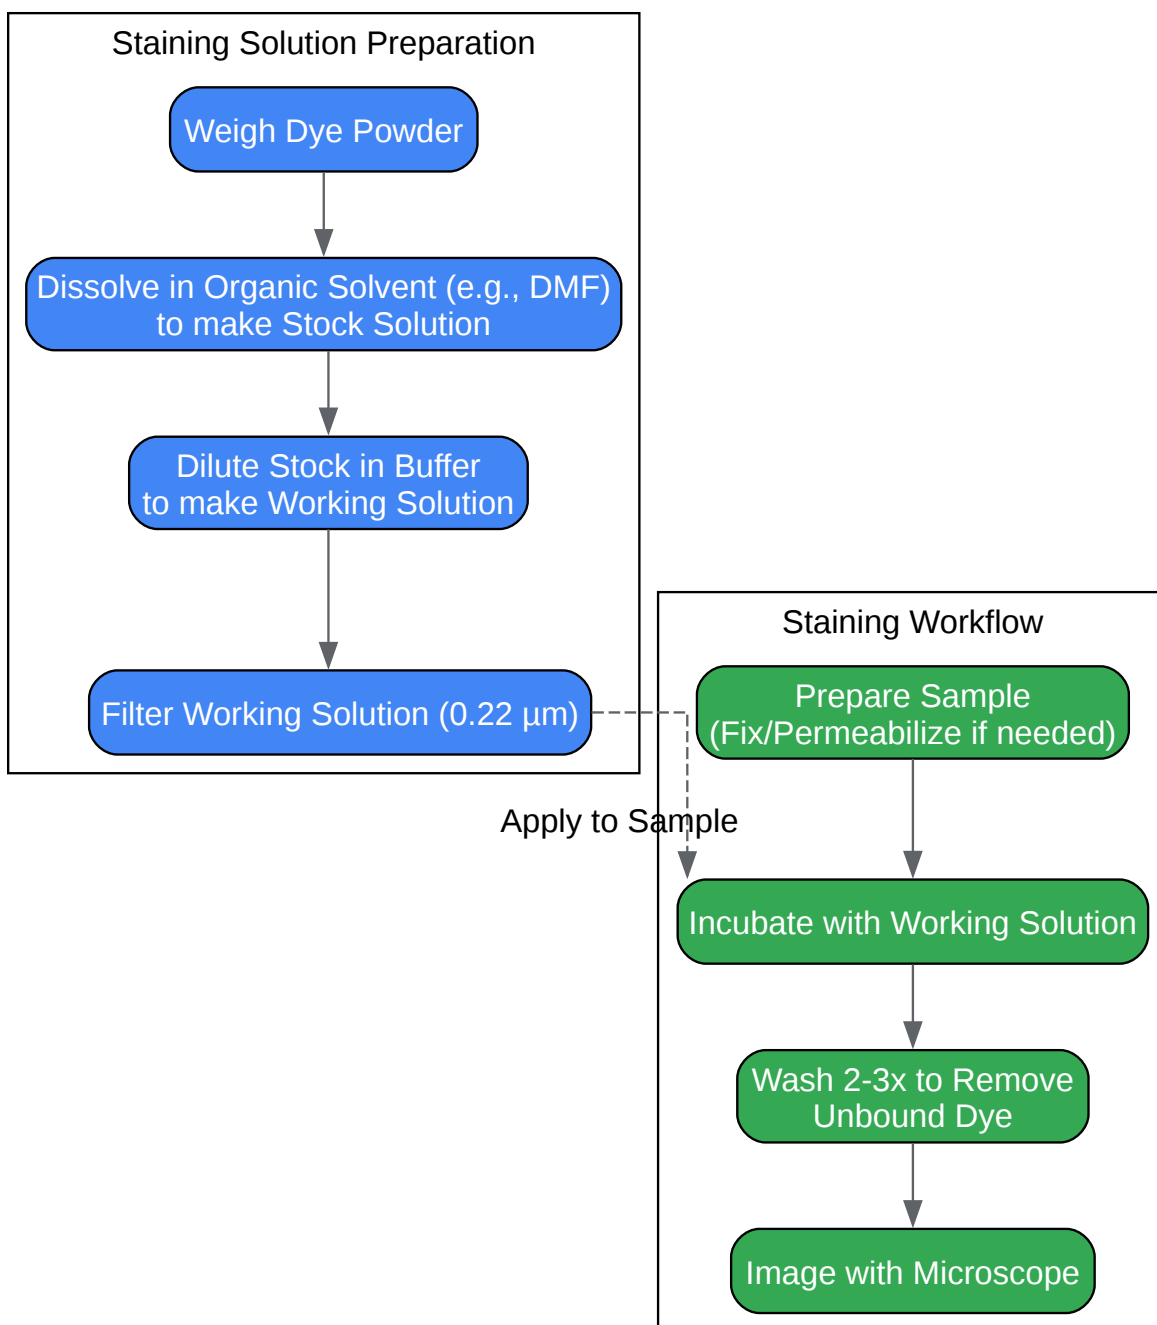 Staining Solution Preparation
Weigh Dye Powder
Dissolve in Organic Solvent (e.g., DMF)
to make Stock Solution
Dilute Stock in Buffer
to make Working Solution
Filter Working Solution (0.22 µm)
Apply to Sample
Staining Workflow
Prepare Sample
(Fix/Permeabilize if needed)
Incubate with Working Solution
Wash 2-3x to Remove
Unbound Dye
Image with Microscope